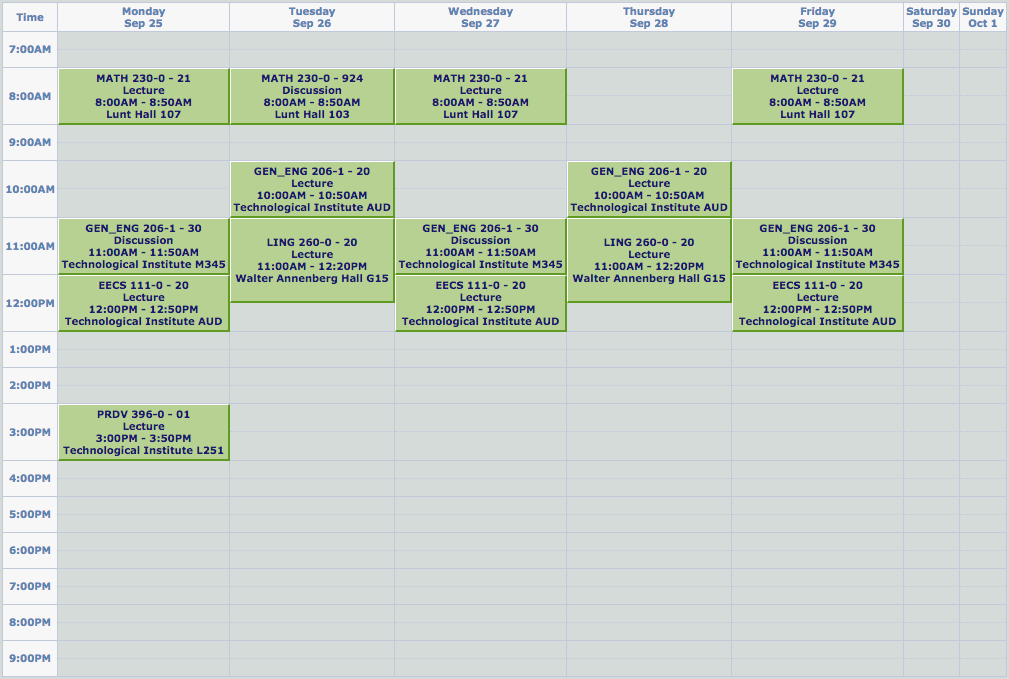 Time
Monday
Sep 25
Tuesday
Sep 26
Wednesday
Sep 27
Thursday
Sep 28
Friday
Sep 29
Saturday
Sep 30
Sunday
Oct 1
7:00AM
8:00AM
MATH 230-0 - 21
Lecture
8:00AM - 8:50AM
Lunt Hall 107
MATH 230-0 - 924
Discussion
8:00AM - 8:50AM
Lunt Hall 103
MATH 230-0 - 21
Lecture
8:00AM - 8:50AM
Lunt Hall 107
MATH 230-0 - 21
Lecture
8:00AM - 8:50AM
Lunt Hall 107
9:00AM
10:00AM
GEN_ENG 206-1 - 20
Lecture
10:00AM - 10:50AM
Technological Institute AUD
GEN_ENG 206-1 - 20
Lecture
10:00AM - 10:50AM
Technological Institute AUD
11:00AM
GEN_ENG 206-1 - 30
Discussion
11:00AM - 11:50AM
Technological Institute M345
LING 260-0 - 20
Lecture
11:00AM - 12:20PM
Walter Annenberg Hall G15
GEN_ENG 206-1 - 30
Discussion
11:00AM - 11:50AM
Technological Institute M345
LING 260-0 - 20
Lecture
11:00AM - 12:20PM
Walter Annenberg Hall G15
GEN_ENG 206-1 - 30
Discussion
11:00AM - 11:50AM
Technological Institute M345
12:00PM
EECS 111-0 - 20
Lecture
12:00PM - 12:50PM
Technological Institute AUD
EECS 111-0 - 20
Lecture
12:00PM - 12:50PM
Technological Institute AUD
EECS 111-0 - 20
Lecture
12:00PM - 12:50PM
Technological Institute AUD
1:00PM
2:00PM
3:00PM
PRDV 396-0 - 01
Lecture
3:00PM - 3:50PM
Technological Institute L251
4:00PM
5:00PM
6:00PM
7:00PM
8:00PM
9:00PM